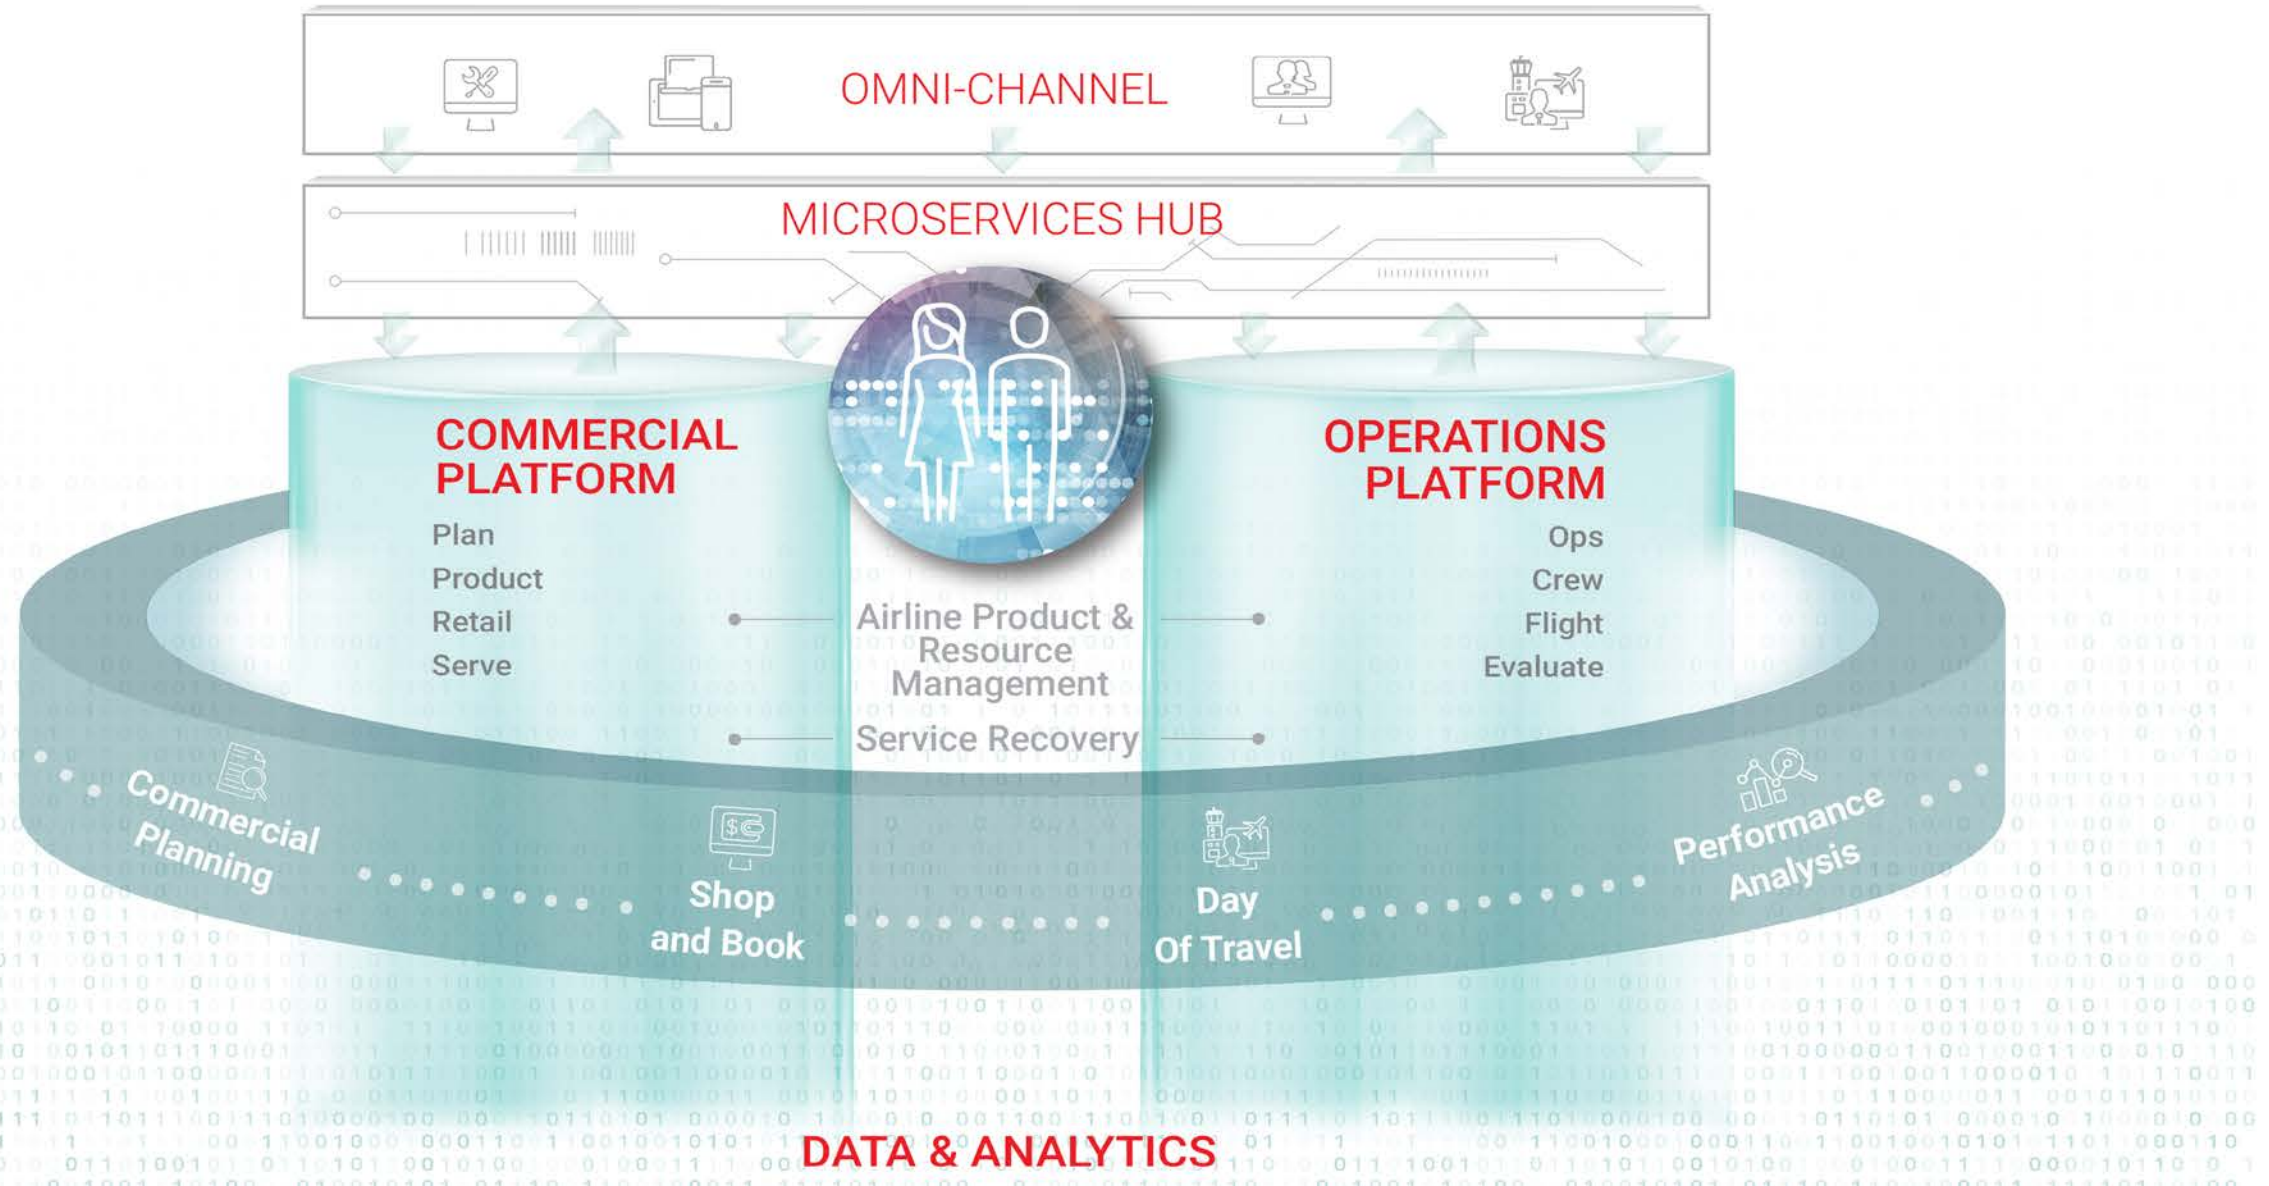 OMNI-CHANNEL
MICROSERVICES HUB
COMMERCIAL
PLATFORM
Plan
Product
Retail
Serve
OPERATIONS
PLATFORM
Ops
Crew
Flight
Evaluate
Airline Product &
Resource
Management
Service Recovery
Commercial
Planning
Shop
and Book
Day
Of Travel
Performance
Analysis
DATA & ANALYTICS